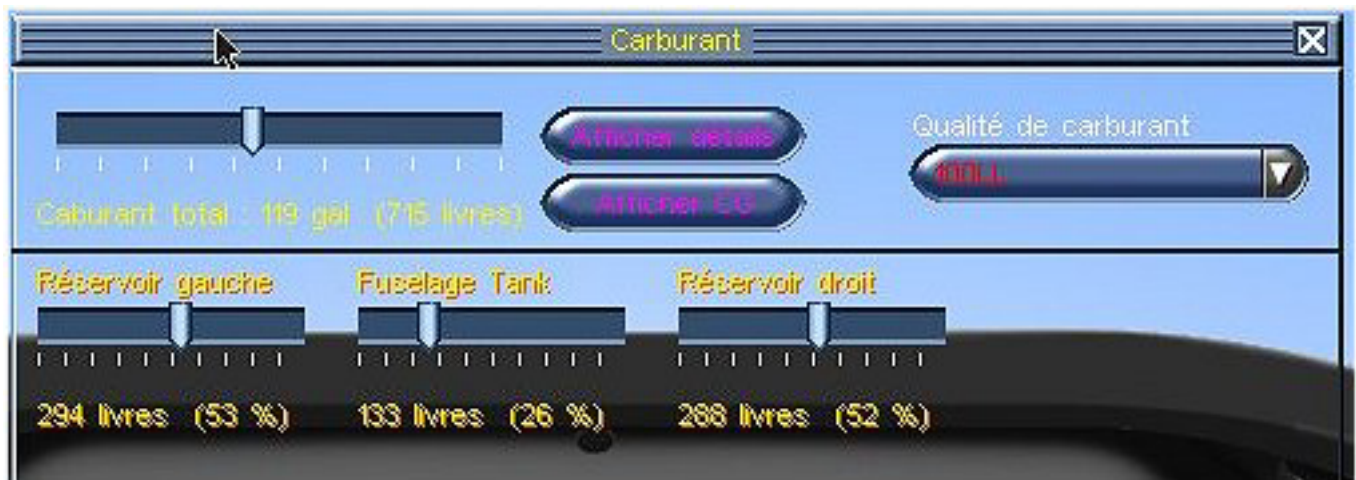 Carburant
Afficher détails
Qualité de carburant
100LL
Caburant total : 119 gal (715 livres)
Afficher CG
Réservoir gauche
Fuselage Tank
Réservoir droit
294 livres (53 %)
133 livres (26 %)
288 livres (52 %)